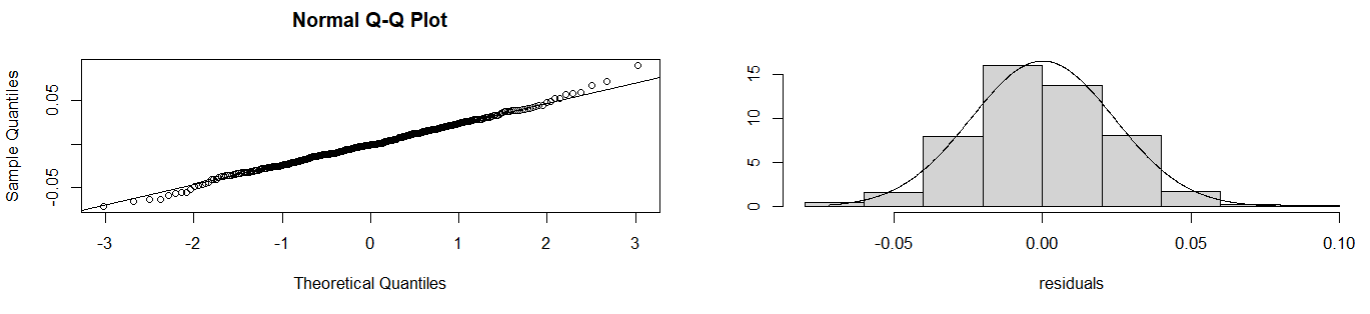 Normal Q-Q Plot
Sample Quantiles
0.05
-0.05
-3 -2 -1 0 1 2 3
Theoretical Quantiles
15
10
5
0
-0.05 0.00 0.05 0.10
residuals